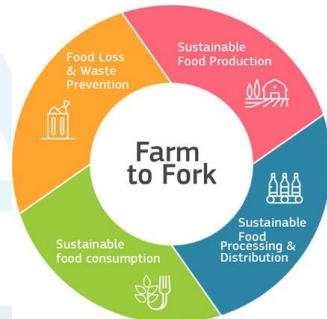 Food Loss
& Waste
Prevention
Sustainable
Food Production
Farm
to Fork
Sustainable
Food
Processing &
Distribution
Sustainable
food consumption